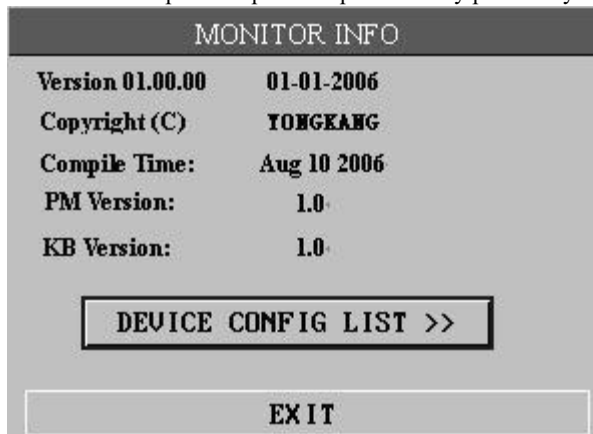 MONITOR INFO
Version 01.00.00 01-01-2006
Copyright (C) YONGKANG
Compile Time: Aug 10 2006
PM Version: 1.0
KB Version: 1.0
DEVICE CONFIG LIST >>
EXIT